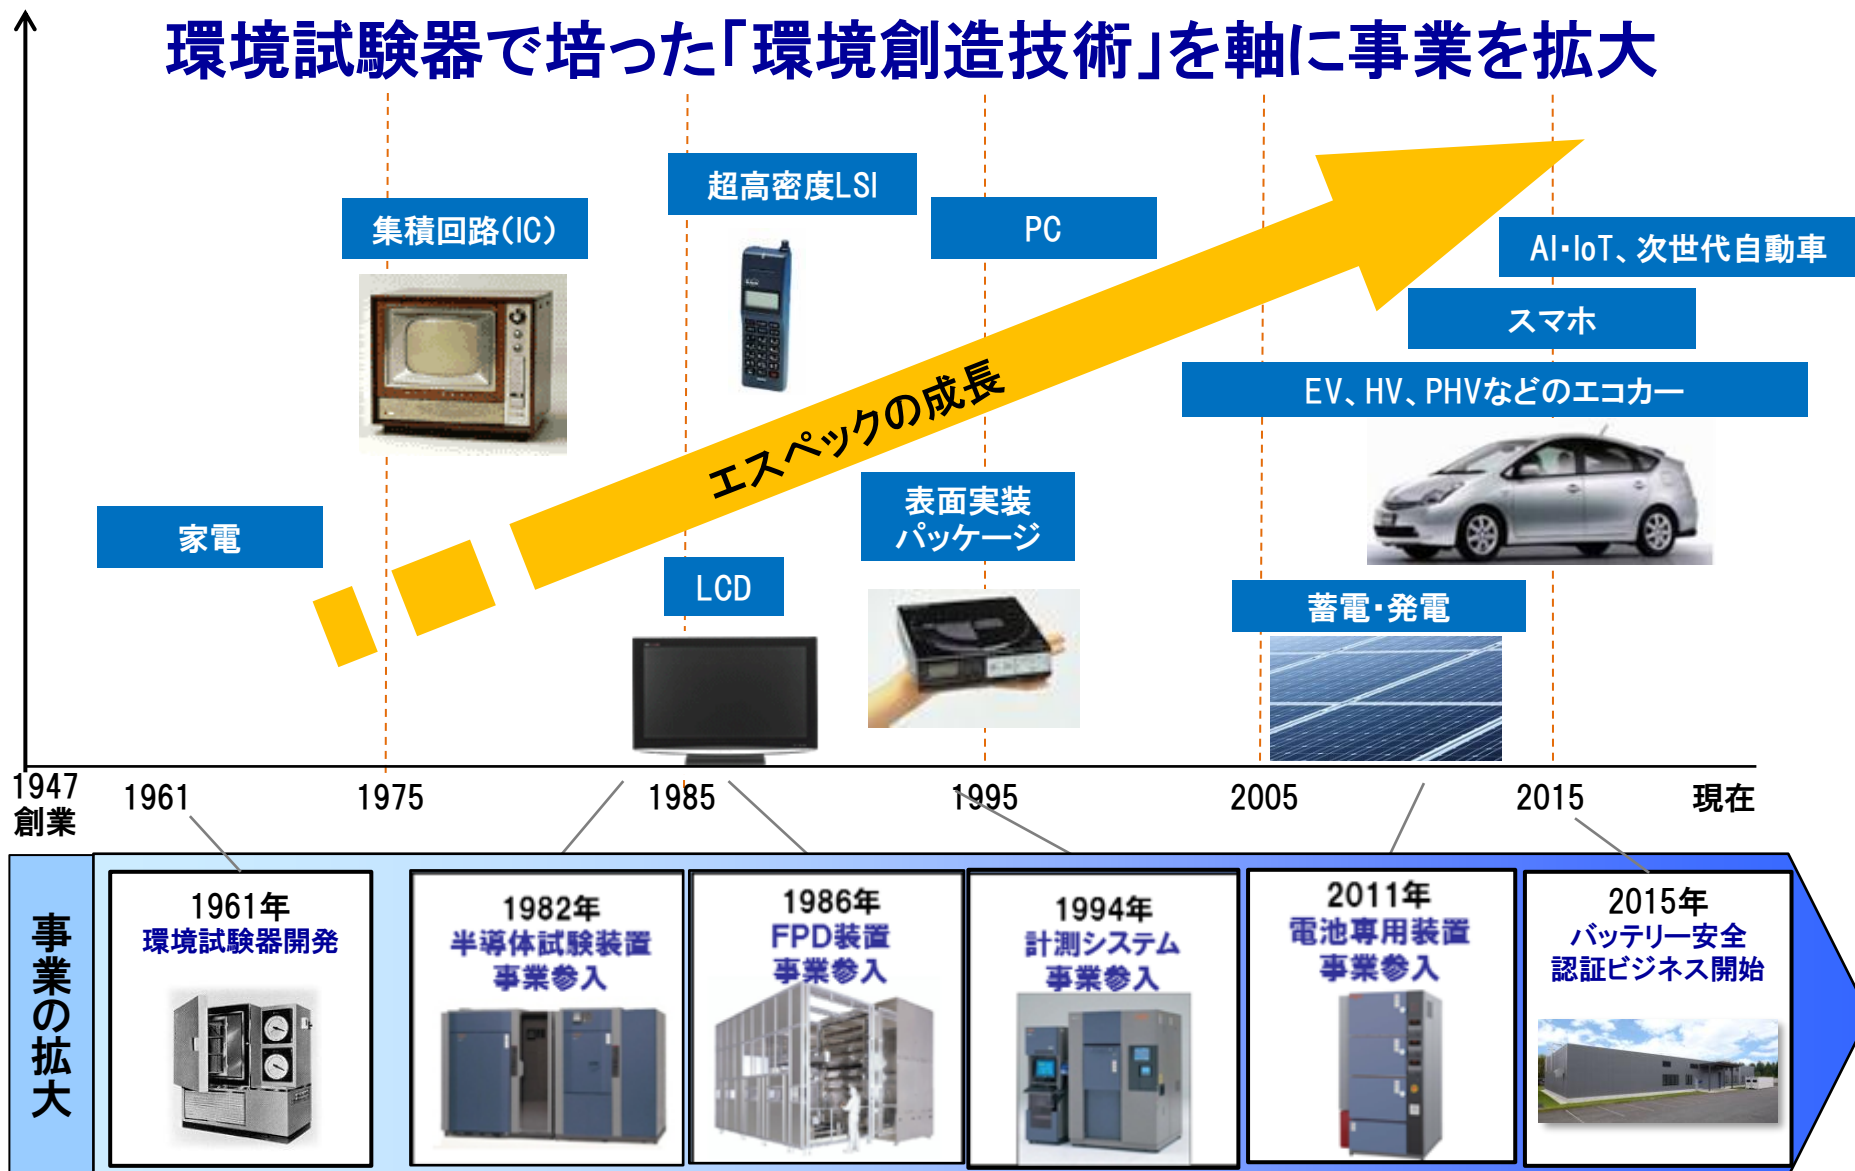 環境試験器で培った「環境創造技術」を軸に事業を拡大
超高密度LSI
集積回路(IC)
PC
AI・IoT、次世代自動車
スマホ
EV、HV、PHVなどのエコカー
エスペックの成長
表面実装
パッケージ
家電
LCD
蓄電・発電
1947
創業
1961
1975
1985
1995
2005
2015
現在
事業の拡大
1961年
環境試験器開発
1982年
半導体試験装置
事業参入
1986年
FPD装置
事業参入
1994年
計測システム
事業参入
2011年
電池専用装置
事業参入
2015年
バッテリー安全
認証ビジネス開始